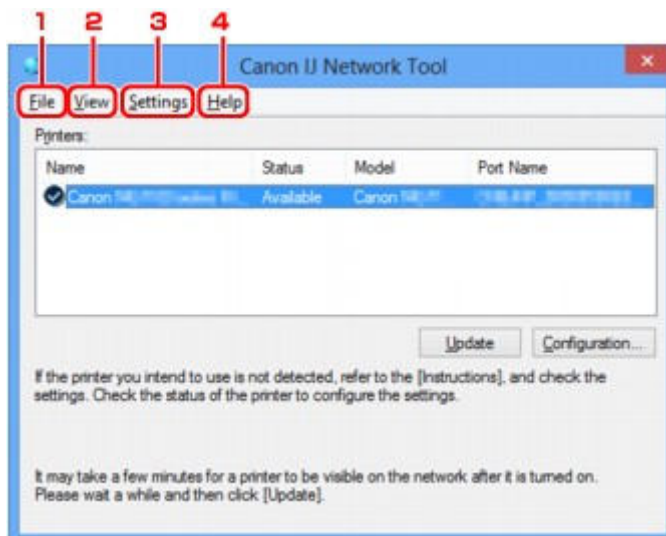 1 2 3 4
Canon IJ Network Tool
File View Settings Help
Printers:
Name Status Model Port Name
Canon Available Canon
Update Configuration...
If the printer you intend to use is not detected, refer to the [Instructions], and check the
settings. Check the status of the printer to configure the settings.
It may take a few minutes for a printer to be visible on the network after it is turned on.
Please wait a while and then click [Update].